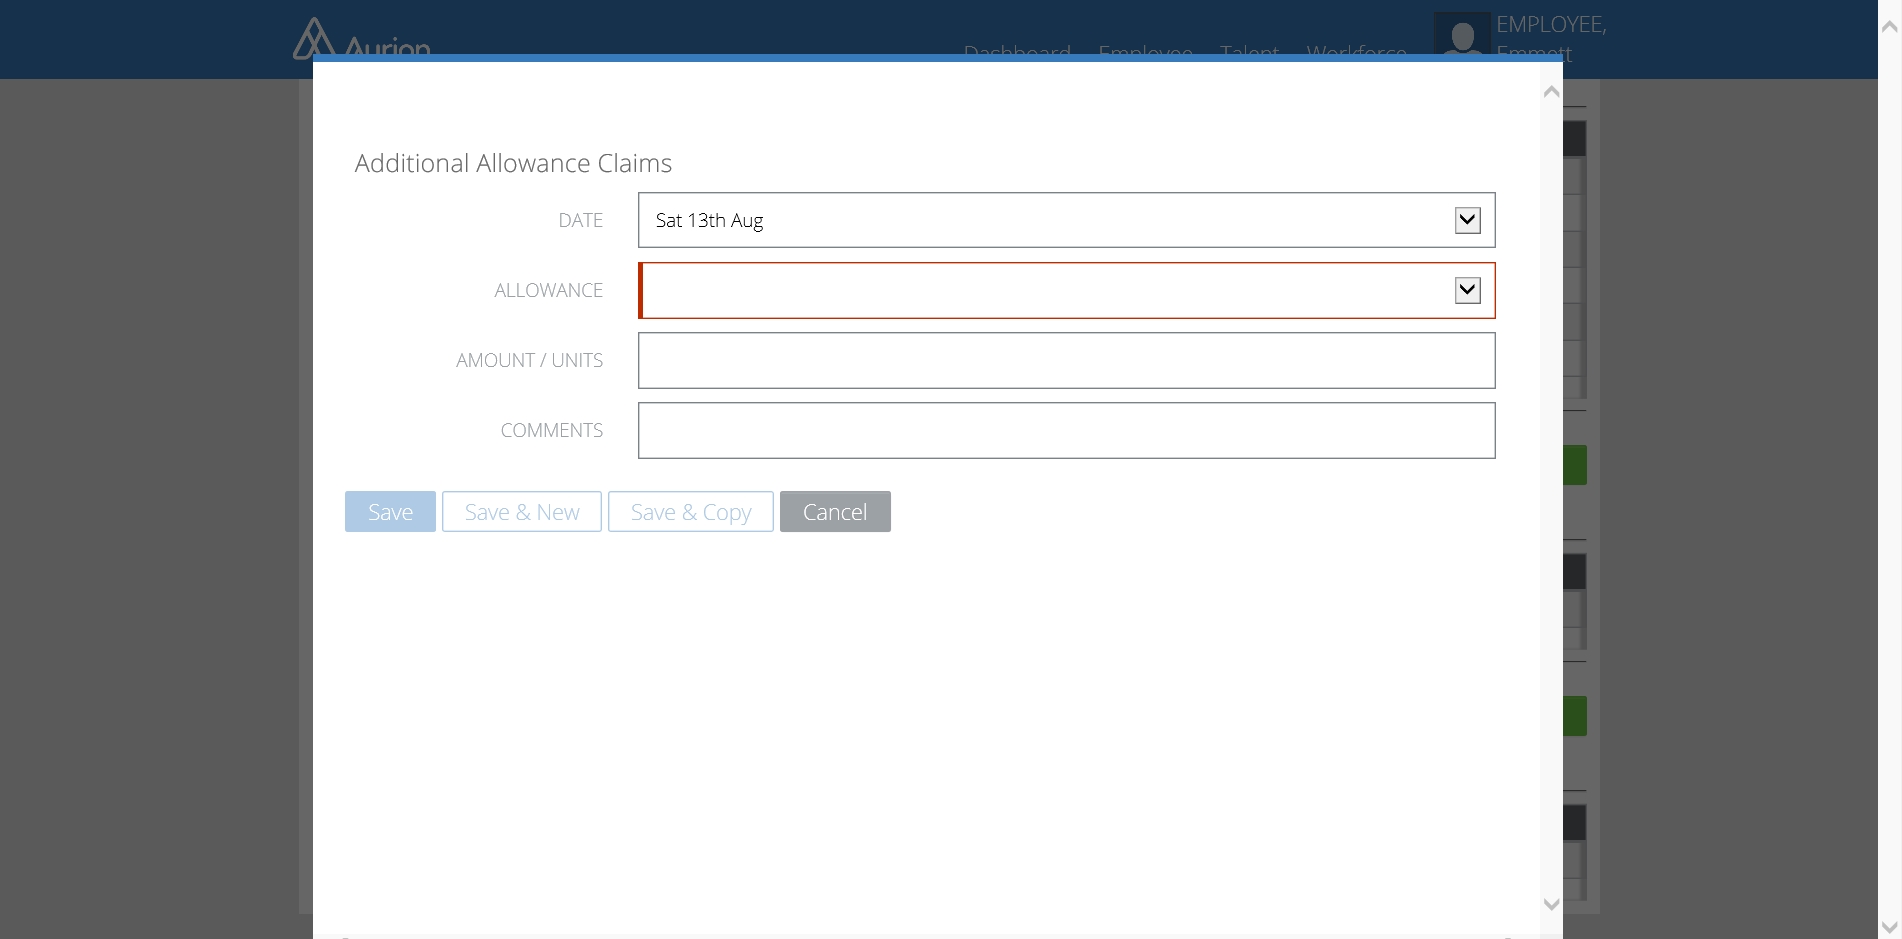 Aurion
Dashboard Employee Talent Workforce
EMPLOYEE,
Emmett
Additional Allowance Claims
DATE
Sat 13th Aug
ALLOWANCE
AMOUNT / UNITS
COMMENTS
Save
Save & New
Save & Copy
Cancel